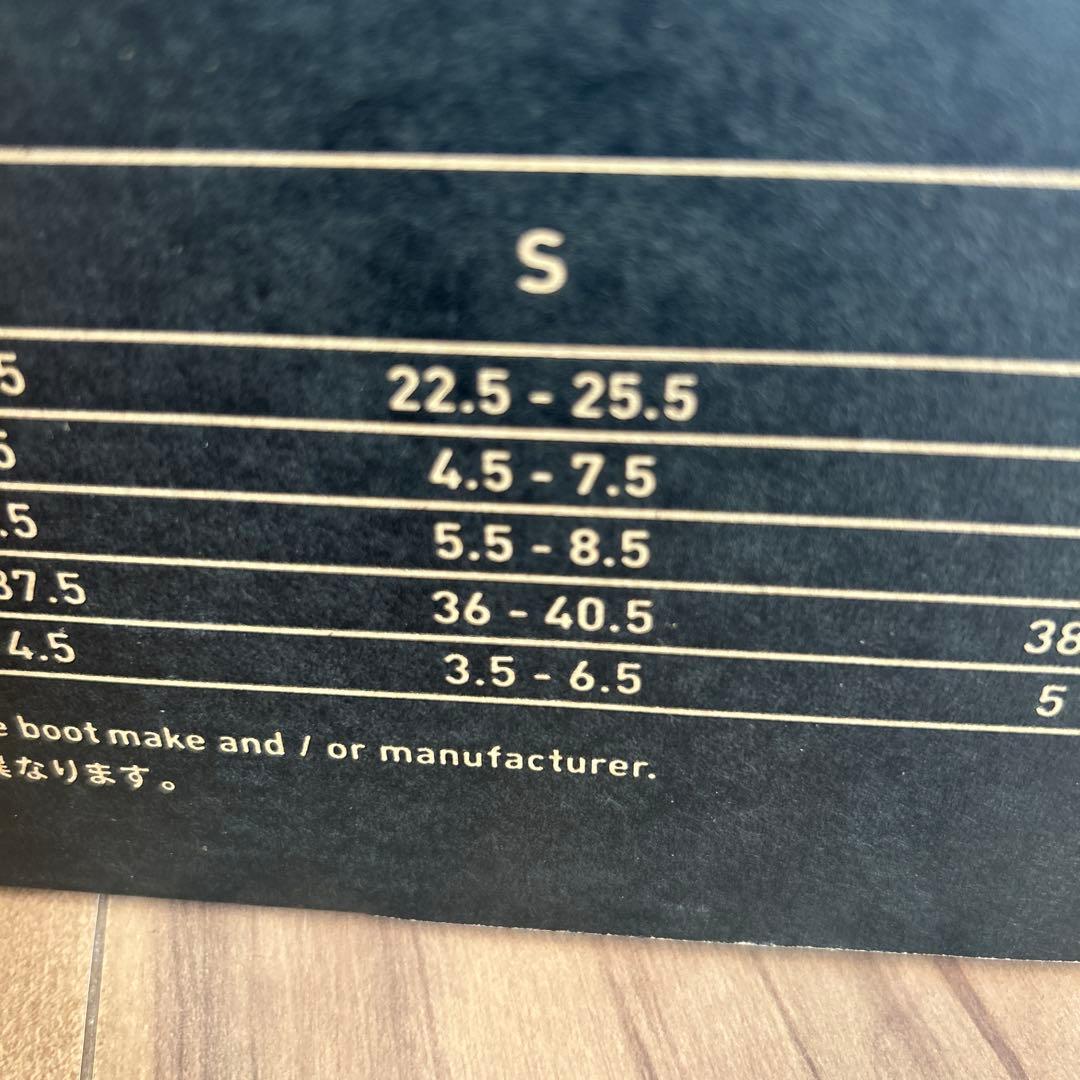 S
5 22.5 - 25.5
5 4.5 - 7.5
.5 5.5 - 8.5
37.5 36 - 40.5 38
4.5 3.5 - 6.5 5
e boot make and / or manufacturer.
異なります。